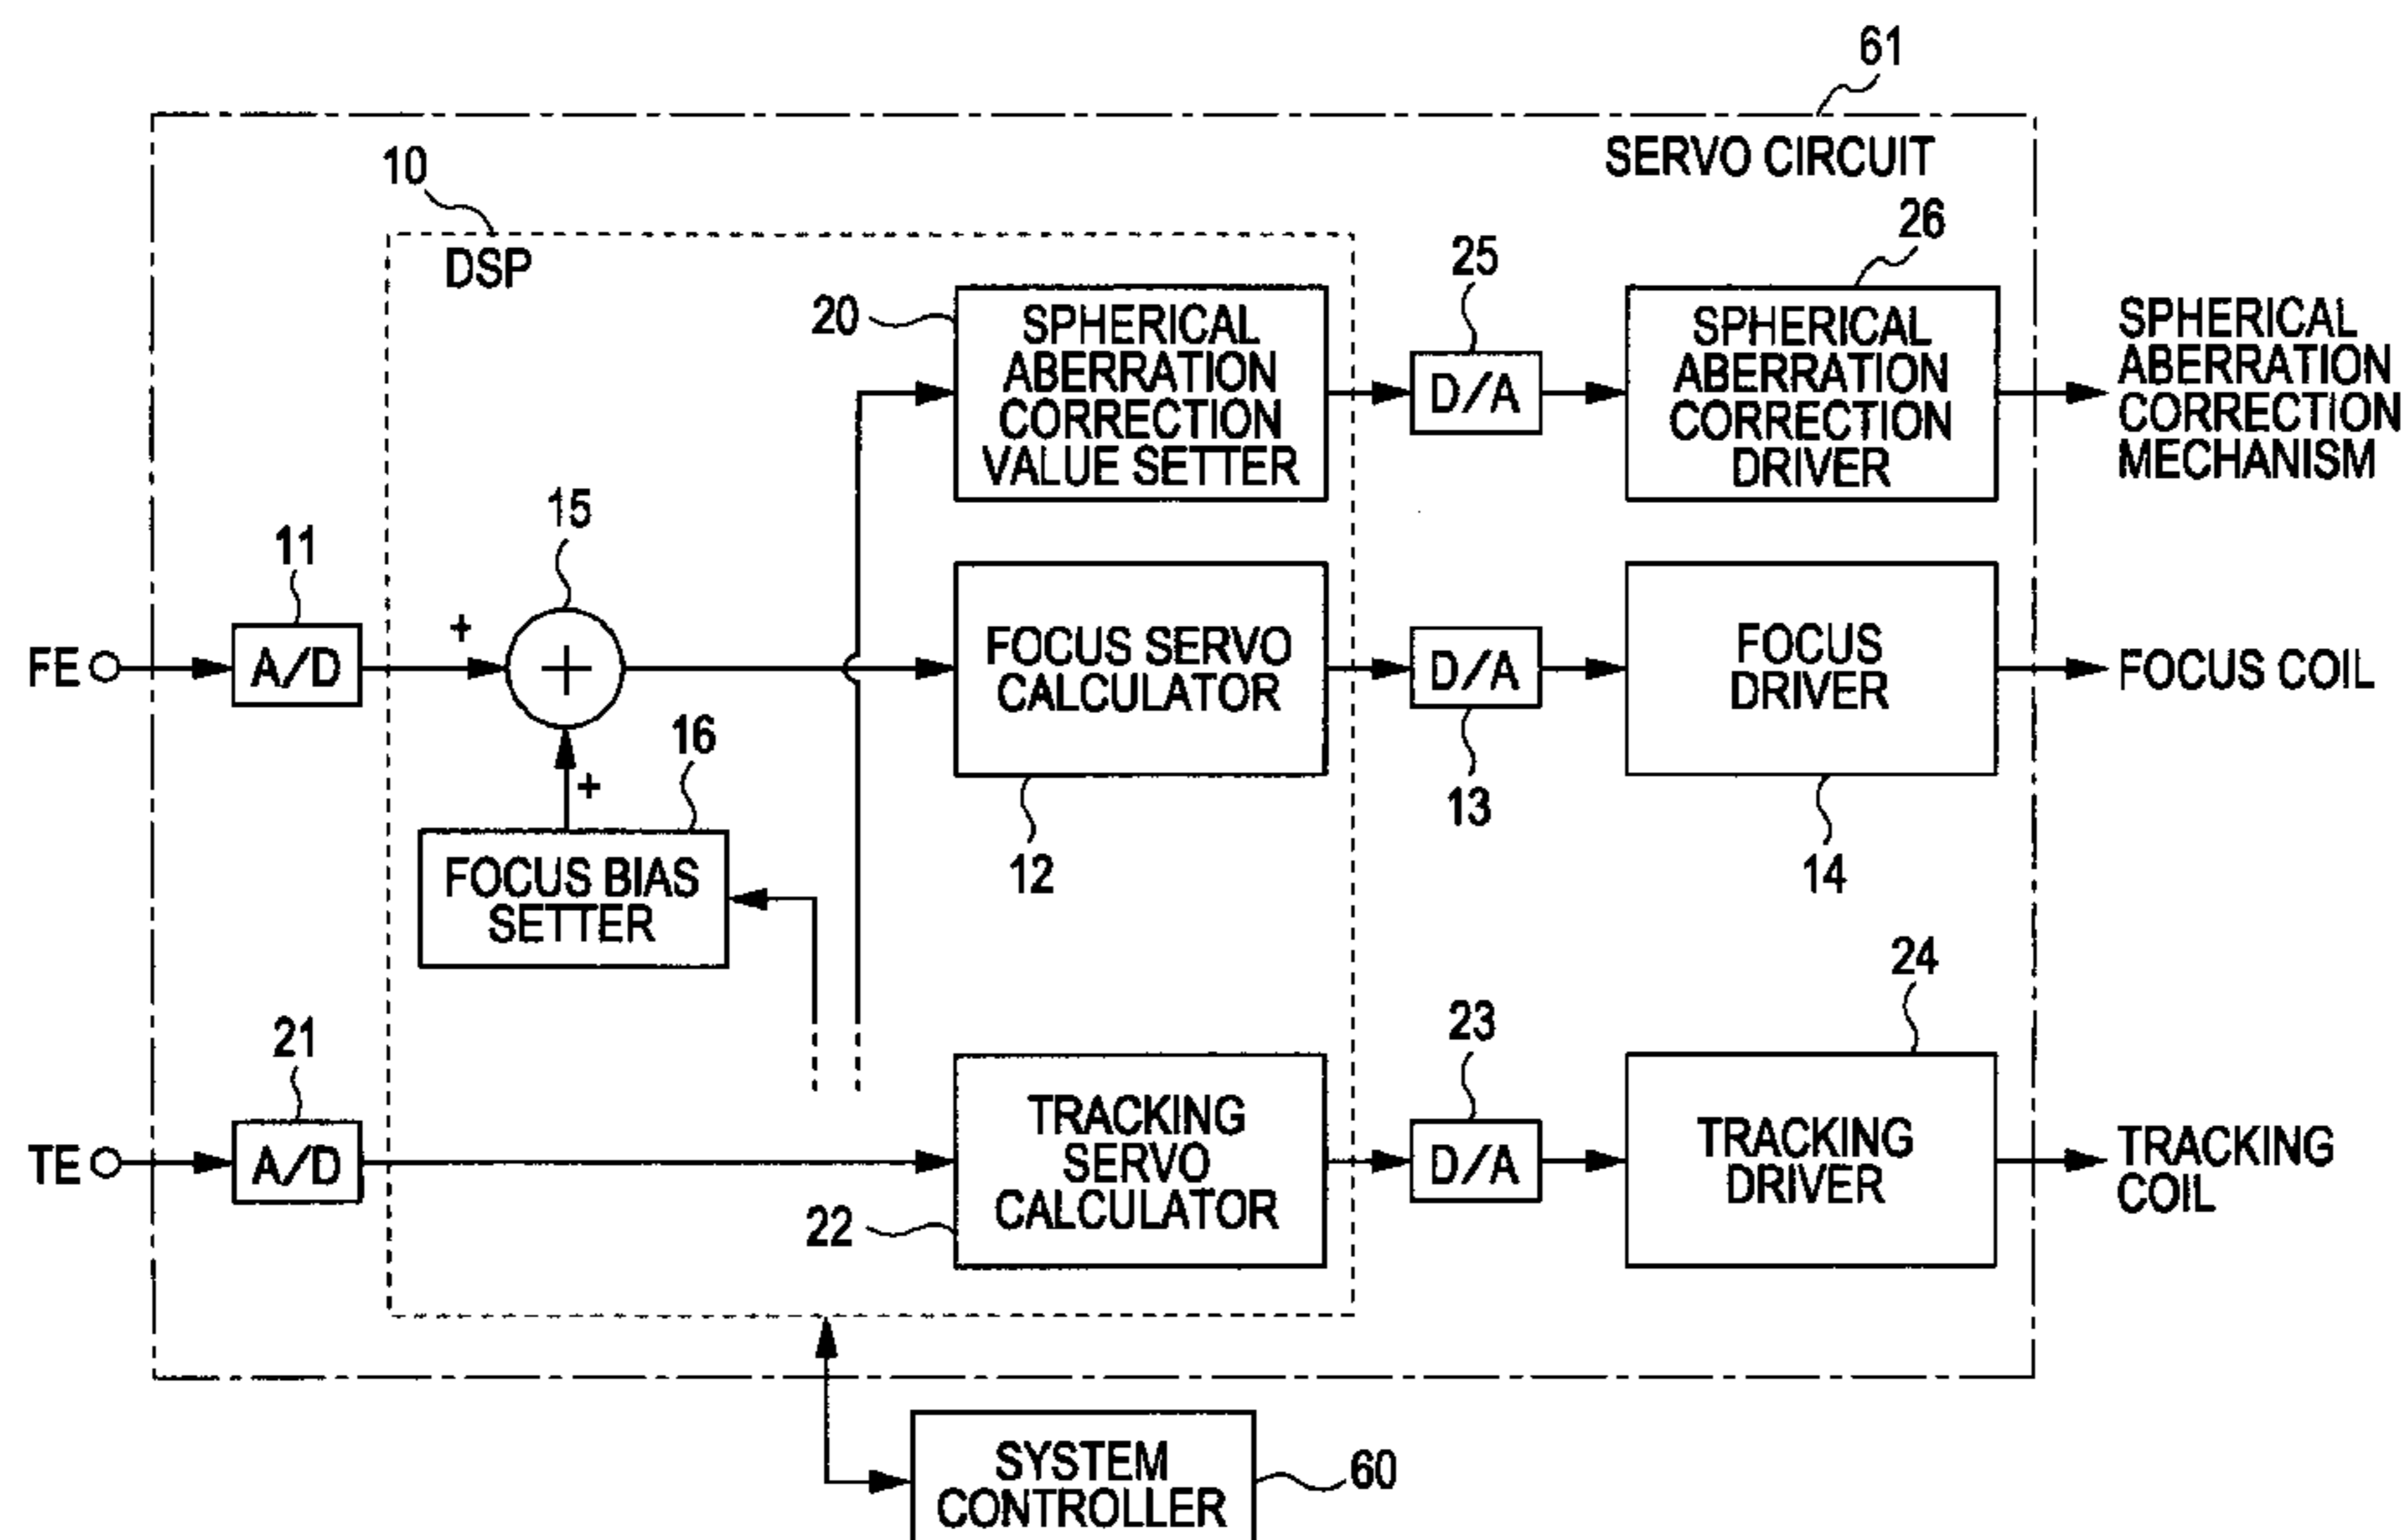 61
SERVO CIRCUIT
10
DSP
20
SPHERICAL
ABERRATION
CORRECTION
VALUE SETTER
25
D/A
26
SPHERICAL
ABERRATION
CORRECTION
DRIVER
SPHERICAL
ABERRATION
CORRECTION
MECHANISM
FE
11
A/D
+
15
+
+
16
FOCUS BIAS
SETTER
FOCUS SERVO
CALCULATOR
12
D/A
13
FOCUS
DRIVER
14
FOCUS COIL
TE
21
A/D
22
TRACKING
SERVO
CALCULATOR
23
D/A
24
TRACKING
DRIVER
TRACKING
COIL
SYSTEM
CONTROLLER
60